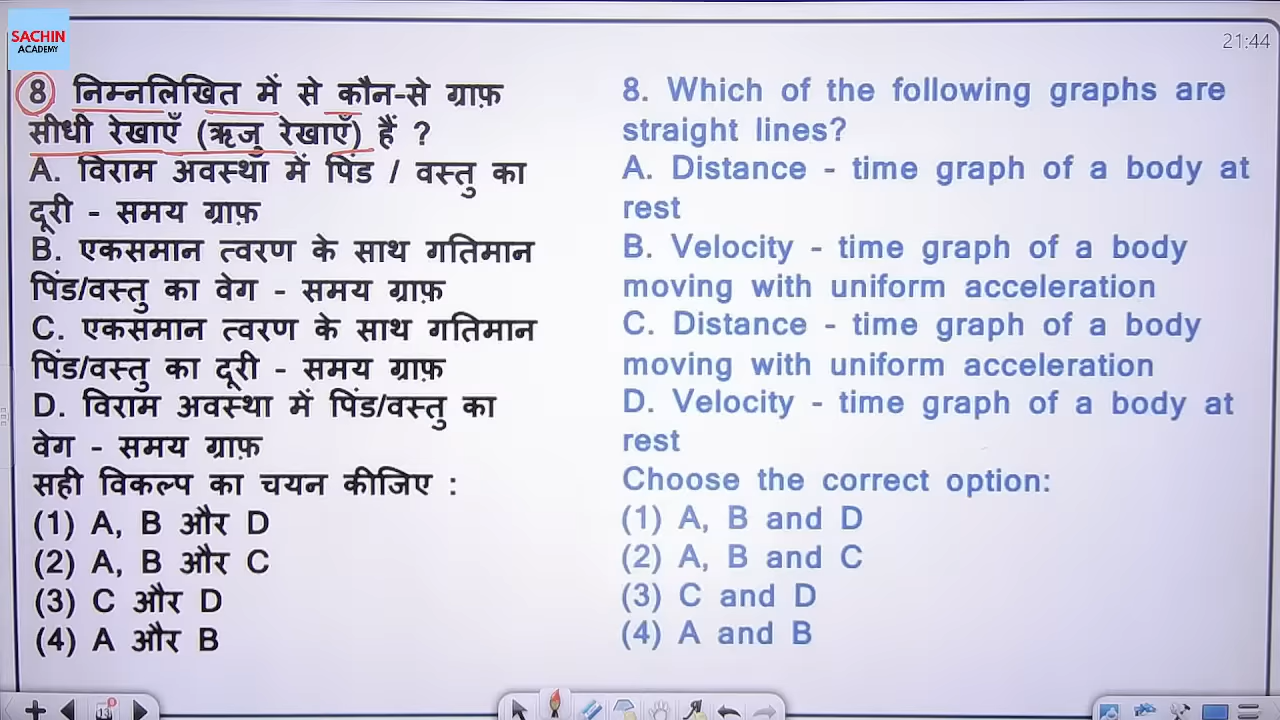 SACHIN
ACADEMY
21:44
8 निम्नलिखित में से कौन-से ग्राफ़
सीधी रेखाएँ (ऋजु रेखाएँ) हैं ?
A. विराम अवस्था में पिंड / वस्तु का
दूरी - समय ग्राफ़
B. एकसमान त्वरण के साथ गतिमान
पिंड/वस्तु का वेग - समय ग्राफ़
C. एकसमान त्वरण के साथ गतिमान
पिंड/वस्तु का दूरी - समय ग्राफ़
D. विराम अवस्था में पिंड/वस्तु का
वेग - समय ग्राफ़
सही विकल्प का चयन कीजिए :
(1) A, B और D
(2) A, B और C
(3) C और D
(4) A और B
8. Which of the following graphs are
straight lines?
A. Distance - time graph of a body at
rest
B. Velocity - time graph of a body
moving with uniform acceleration
C. Distance - time graph of a body
moving with uniform acceleration
D. Velocity - time graph of a body at
rest
Choose the correct option:
(1) A, B and D
(2) A, B and C
(3) C and D
(4) A and B
13